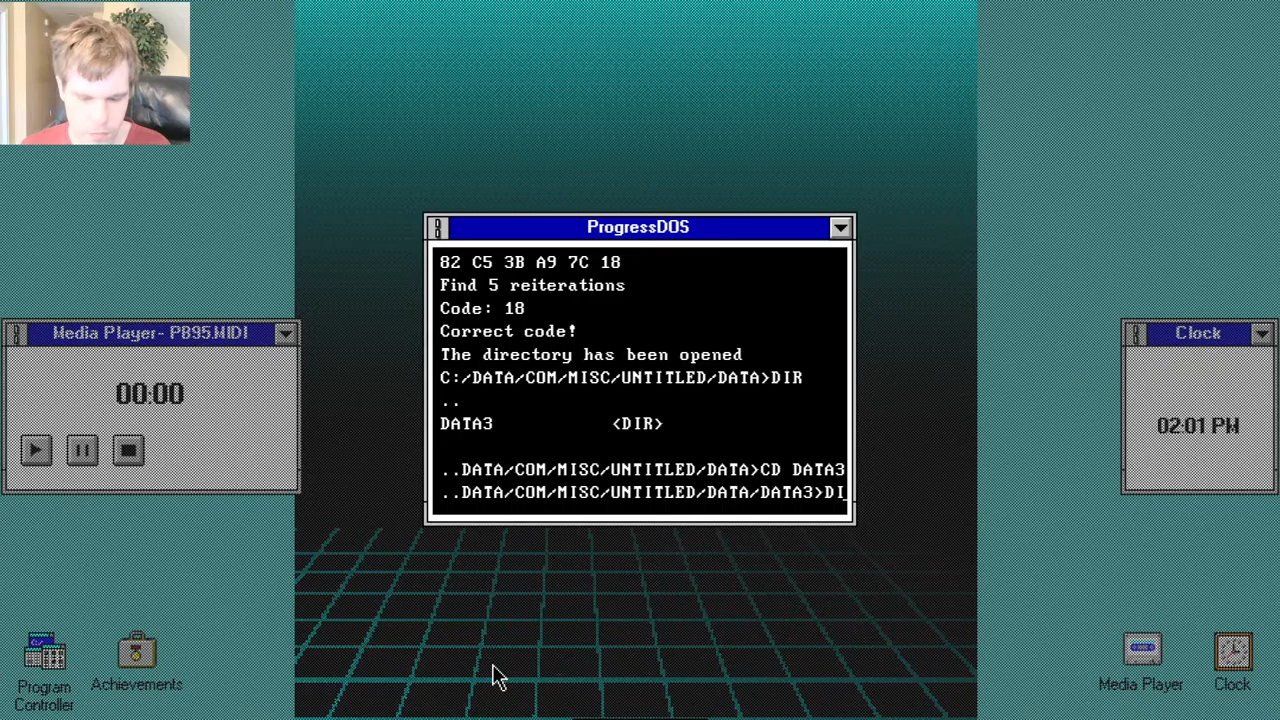 ProgressDOS
82 C5 3B A9 7C 18
Find 5 reiterations
Code: 18
Correct code!
The directory has been opened
C:/DATA/COM/MISC/UNTITLED/DATA>DIR
..
DATA3 <DIR>
..DATA/COM/MISC/UNTITLED/DATA>CD DATA3
..DATA/COM/MISC/UNTITLED/DATA/DATA3>DI_
Media Player- PB95.MIDI
00:00
Clock
02:01 PM
Program
Controller
Achievements
Media Player
Clock